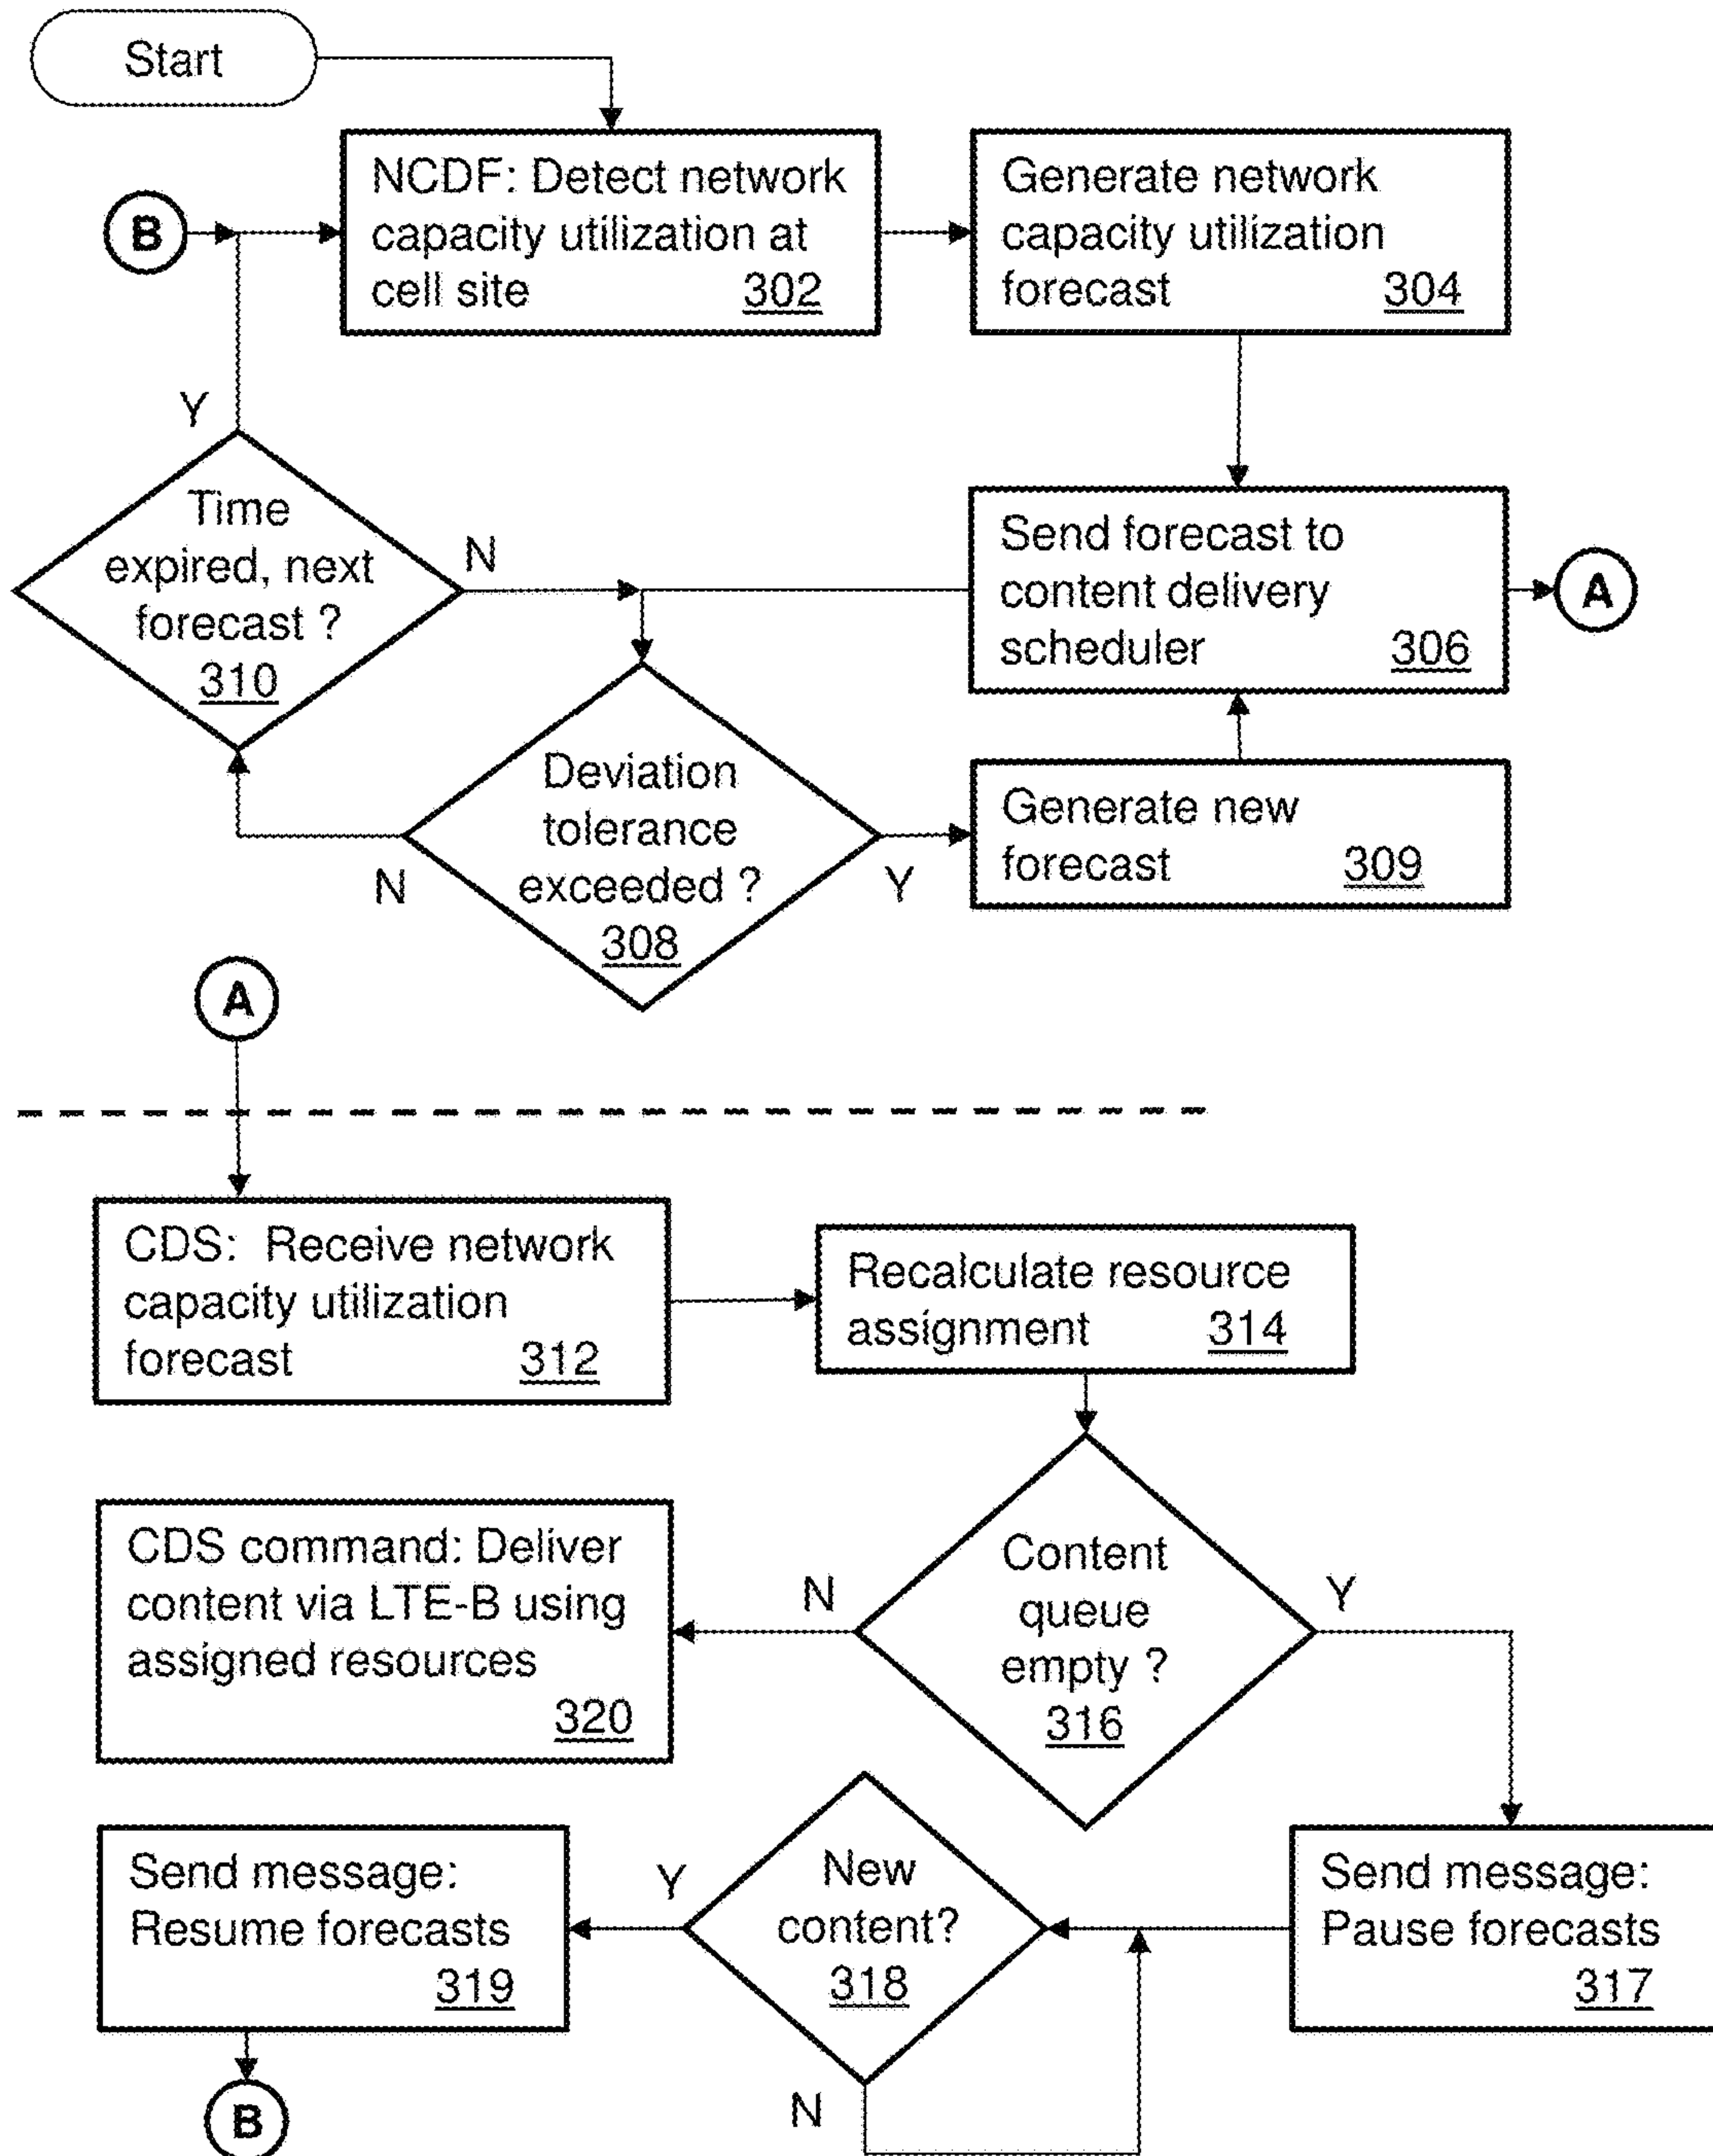 Start
NCDF: Detect network
capacity utilization at
cell site 302
Generate network
capacity utilization
forecast 304
B
Y
Time
expired, next
forecast ?
310
N
Send forecast to
content delivery
scheduler 306
A
Deviation
tolerance
exceeded ?
308
N
Y
Generate new
forecast 309
A
CDS: Receive network
capacity utilization
forecast 312
Recalculate resource
assignment 314
Content
queue
empty ?
316
N
Y
CDS command: Deliver
content via LTE-B using
assigned resources
320
Send message:
Pause forecasts
317
New
content?
318
Y
N
Send message:
Resume forecasts
319
B